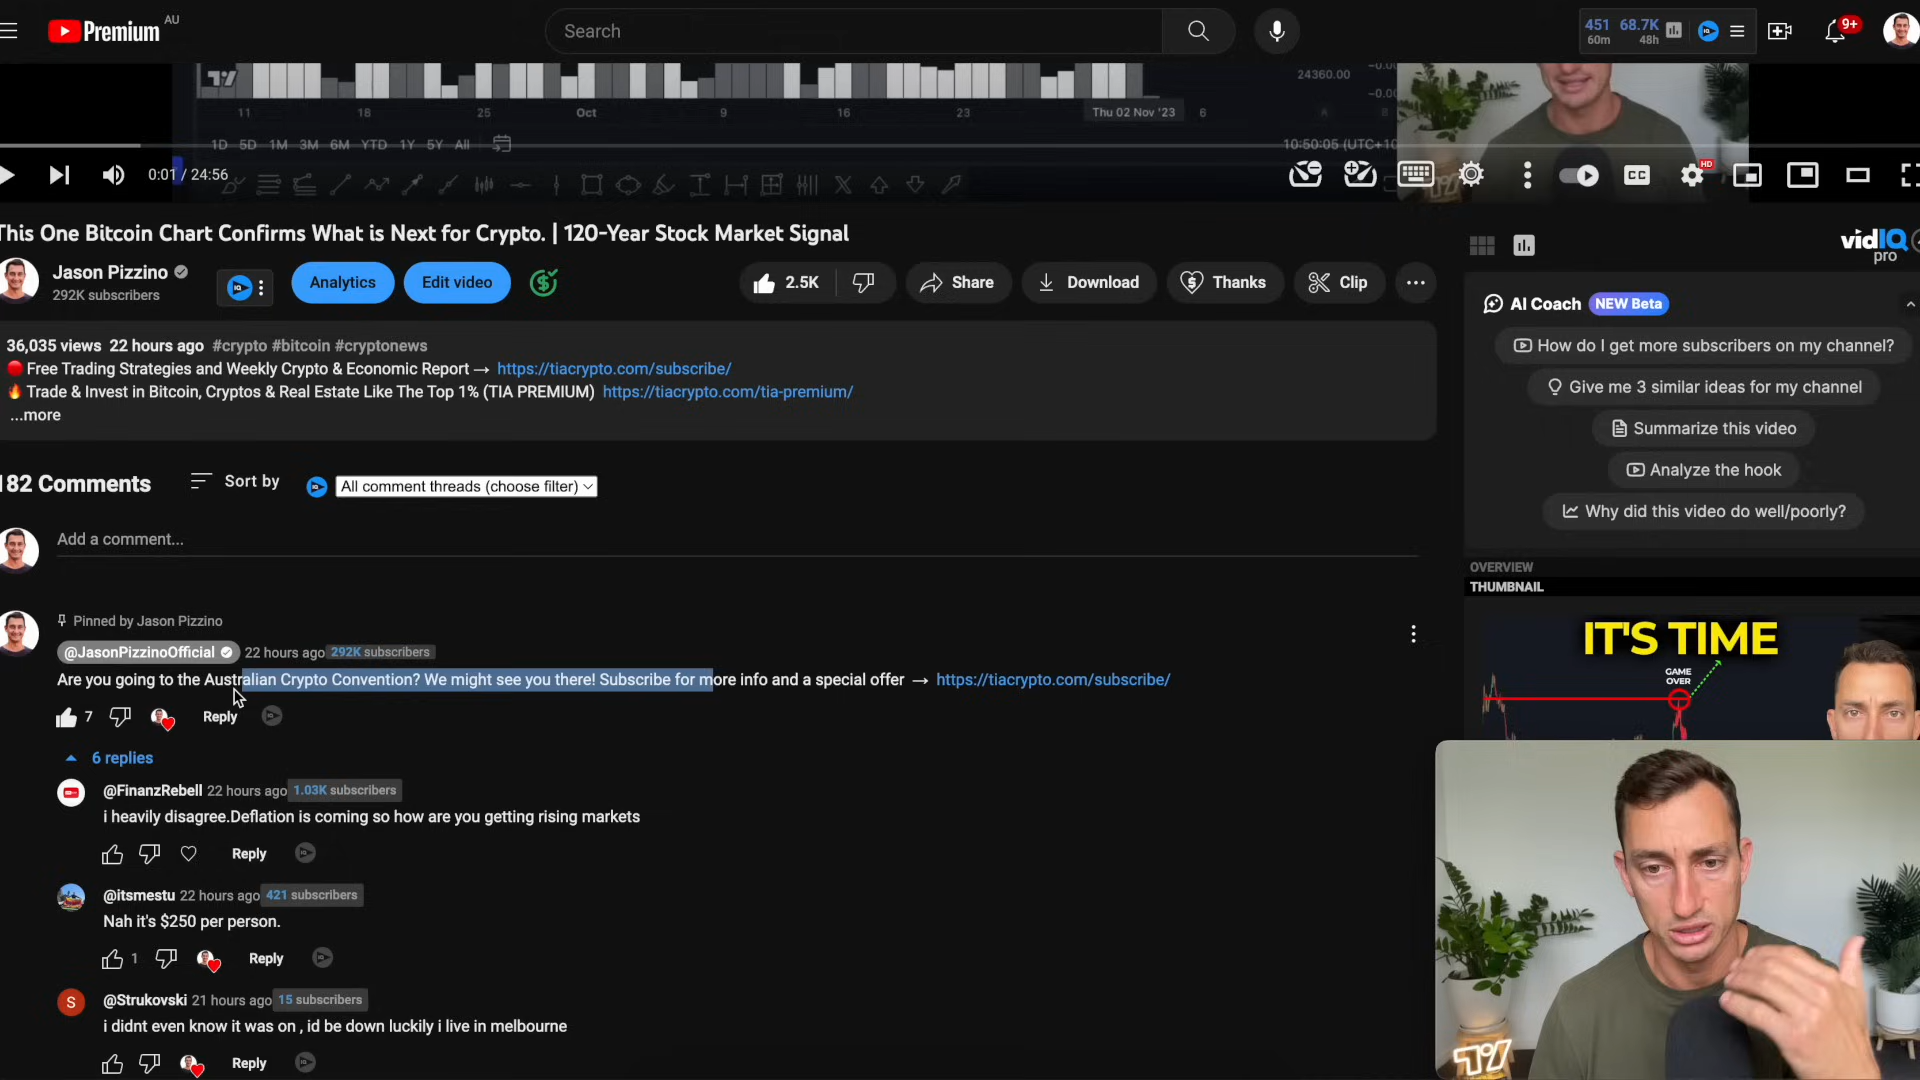 Premium AU
Search
451 68.7K
60m 48h
9+
24360.00
11 18 25 Oct 9 16 23 Thu 02 Nov '23 6
1D 5D 1M 3M 6M YTD 1Y 5Y All
10:50:05 (UTC+10
0:01 / 24:56
CC
HD
This One Bitcoin Chart Confirms What is Next for Crypto. | 120-Year Stock Market Signal
Jason Pizzino
292K subscribers
Analytics
Edit video
2.5K
Share
Download
Thanks
Clip
36,035 views 22 hours ago #crypto #bitcoin #cryptonews
Free Trading Strategies and Weekly Crypto & Economic Report → https://tiacrypto.com/subscribe/
Trade & Invest in Bitcoin, Cryptos & Real Estate Like The Top 1% (TIA PREMIUM) https://tiacrypto.com/tia-premium/
...more
182 Comments
Sort by
All comment threads (choose filter)
Add a comment...
Pinned by Jason Pizzino
@JasonPizzinoOfficial 22 hours ago 292K subscribers
Are you going to the Australian Crypto Convention? We might see you there! Subscribe for more info and a special offer → https://tiacrypto.com/subscribe/
7 Reply
6 replies
@FinanzRebell 22 hours ago 1.03K subscribers
i heavily disagree.Deflation is coming so how are you getting rising markets
Reply
@itsmestu 22 hours ago 421 subscribers
Nah it's $250 per person.
1 Reply
S
@Strukovski 21 hours ago 15 subscribers
i didnt even know it was on , id be down luckily i live in melbourne
Reply
vidIQ
pro
AI Coach NEW Beta
How do I get more subscribers on my channel?
Give me 3 similar ideas for my channel
Summarize this video
Analyze the hook
Why did this video do well/poorly?
OVERVIEW
THUMBNAIL
IT'S TIME
GAME
OVER